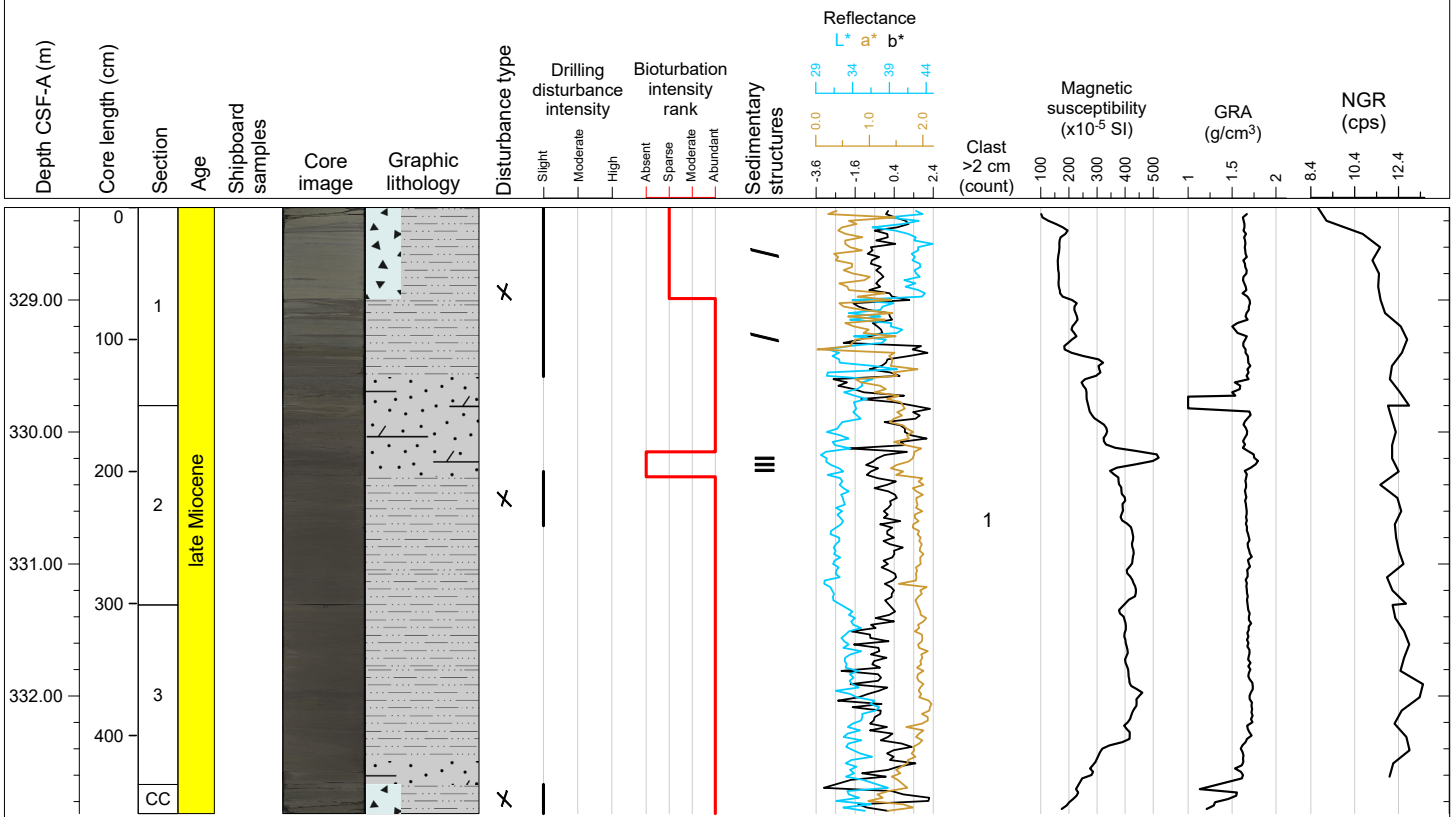 Depth CSF-A (m)
Core length (cm)
Section
Age
Shipboard
samples
Core
image
Graphic
lithology
Disturbance type
Drilling
disturbance
intensity
Slight
Moderate
High
Bioturbation
intensity
rank
Absent
Sparse
Moderate
Abundant
Sedimentary
structures
Reflectance
L* a* b*
29 34 39 44
0.0 1.0 2.0
-3.6 -1.6 0.4 2.4
Clast
>2 cm
(count)
Magnetic
susceptibility
(x10-5 SI)
100 200 300 400 500
GRA
(g/cm3)
1 1.5 2
NGR
(cps)
8.4 10.4 12.4
329.00
330.00
331.00
332.00
0
100
200
300
400
1
2
3
CC
late Miocene
1